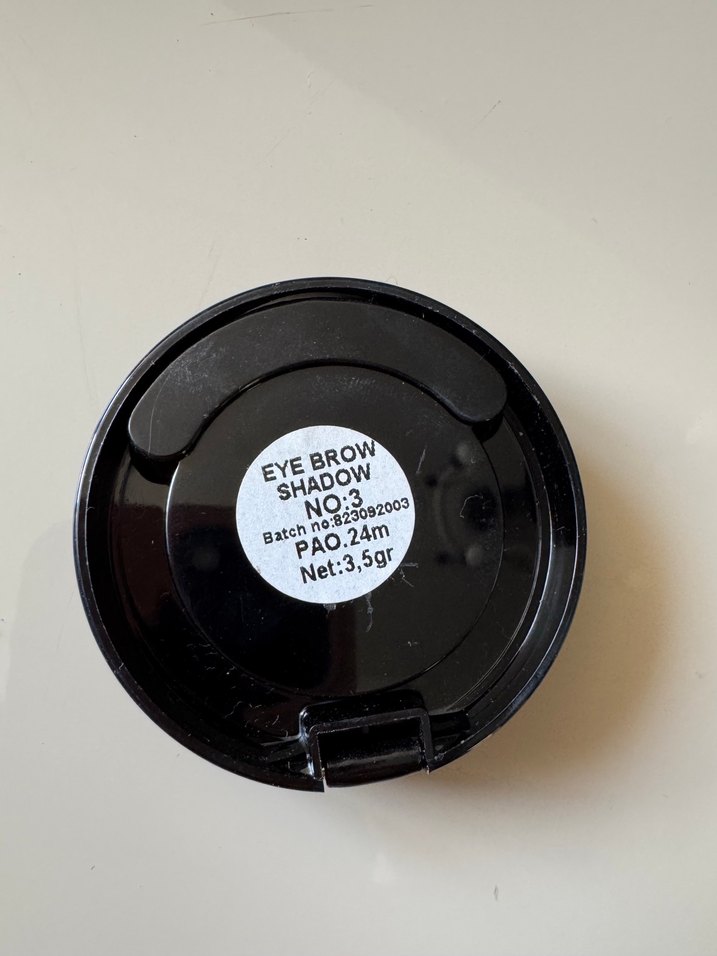 EYE BROW
SHADOW
NO:3
Batch no:823092003
PAO.24m
Net:3,5gr